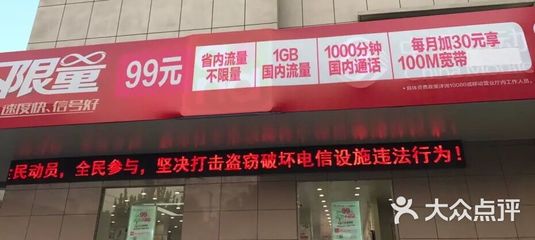 限量
速度快、信号好
99元
省内流量
不限量
1GB
国内流量
1000分钟
国内通话
每月加30元享
100M宽带
民动员，全民参与，坚决打击盗窃破坏电信设施违法行为！
99
大众点评